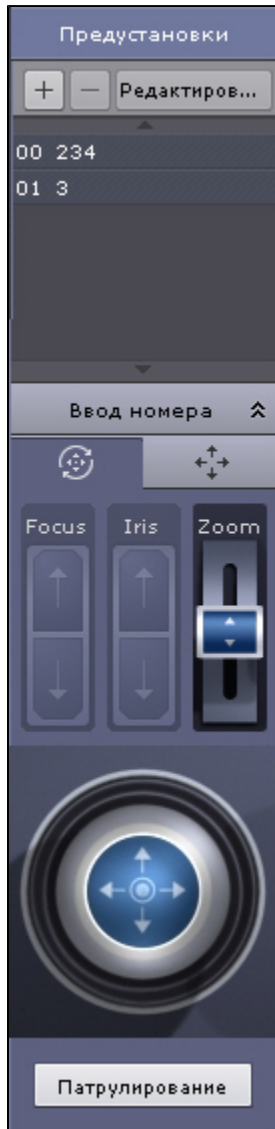 Предустановки
+ − Редактиров...
00 234
01 3
Ввод номера
Focus Iris Zoom
Патрулирование